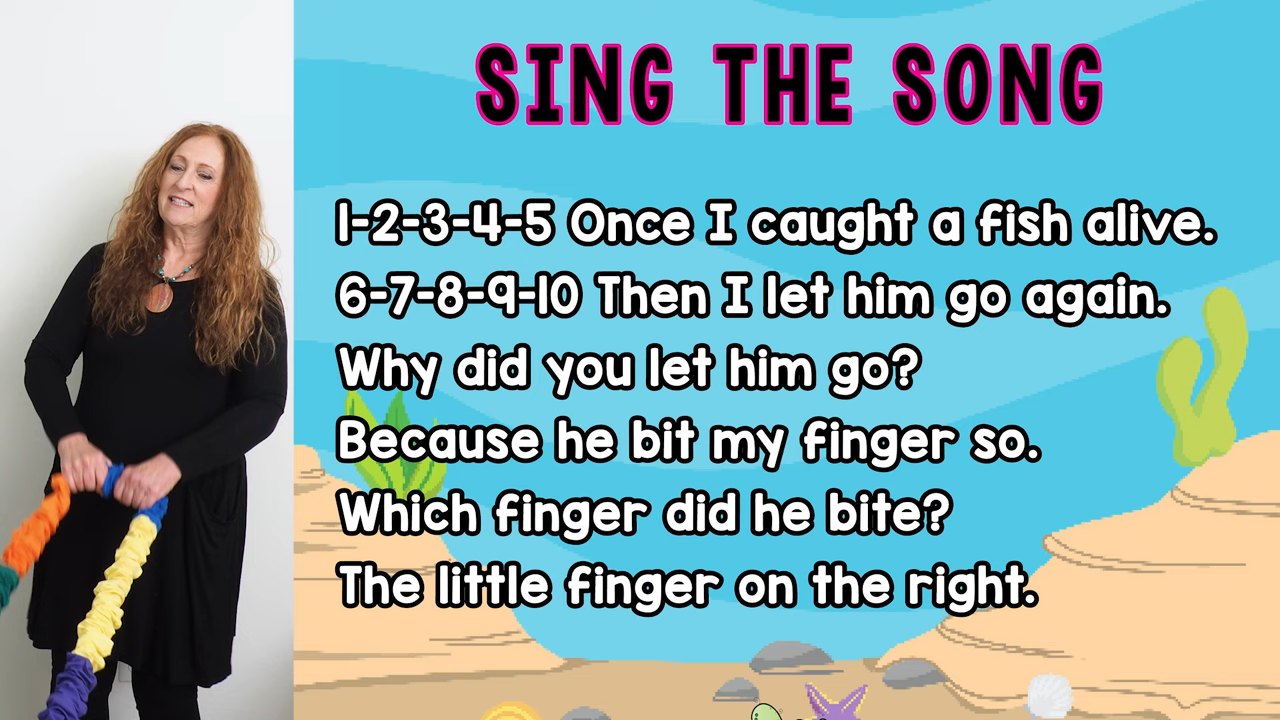 SING THE SONG
1-2-3-4-5 Once I caught a fish alive.
6-7-8-9-10 Then I let him go again.
Why did you let him go?
Because he bit my finger so.
Which finger did he bite?
The little finger on the right.